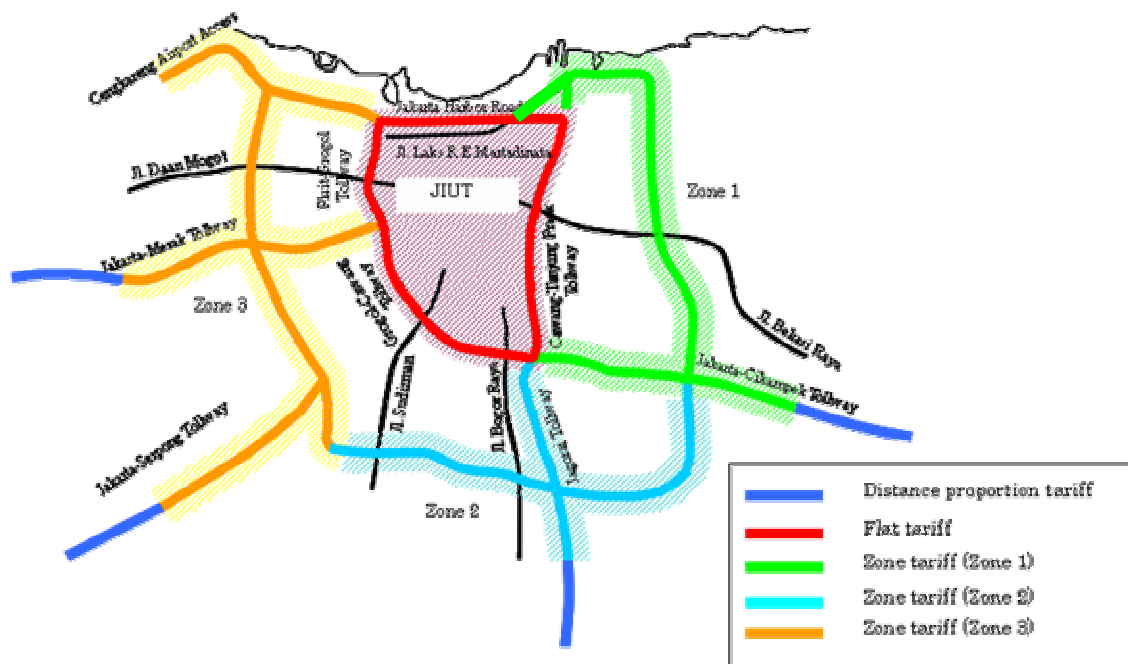 Cengkareng Airport Access
Jakarta Harbor Road
Jl. Laks R.E Martadinata
Jl. Daan Mogot
Pluit-Grogol
Tollway
JIUT
Zone 1
Cawang-Tanjung Priok
Tollway
Jakarta-Merak Tollway
Zone 3
Grogol-Cawang
Tollway
Jl. Bekasi Raya
Jakarta-Cikampek Tollway
Jl. Sudirman
Jl. Bogor Raya
Jagorawi Tollway
Jakarta-Serpong Tollway
Zone 2
Distance proportion tariff
Flat tariff
Zone tariff (Zone 1)
Zone tariff (Zone 2)
Zone tariff (Zone 3)